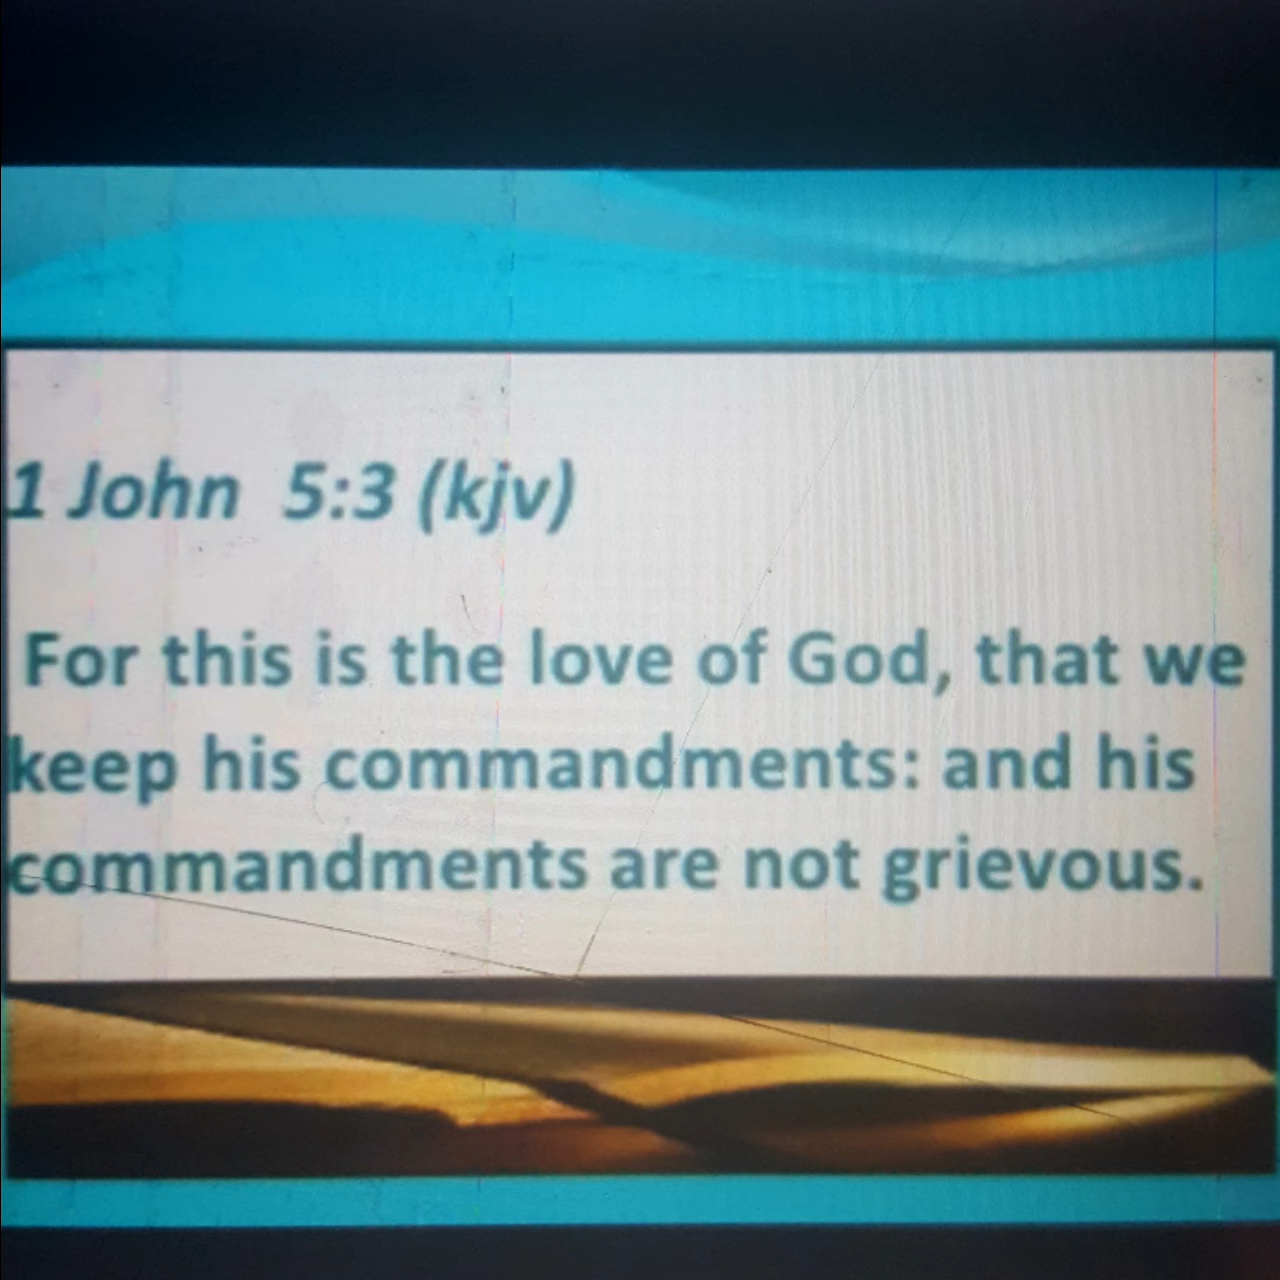 1 John 5:3 (kjv)
For this is the love of God, that we
keep his commandments: and his
commandments are not grievous.